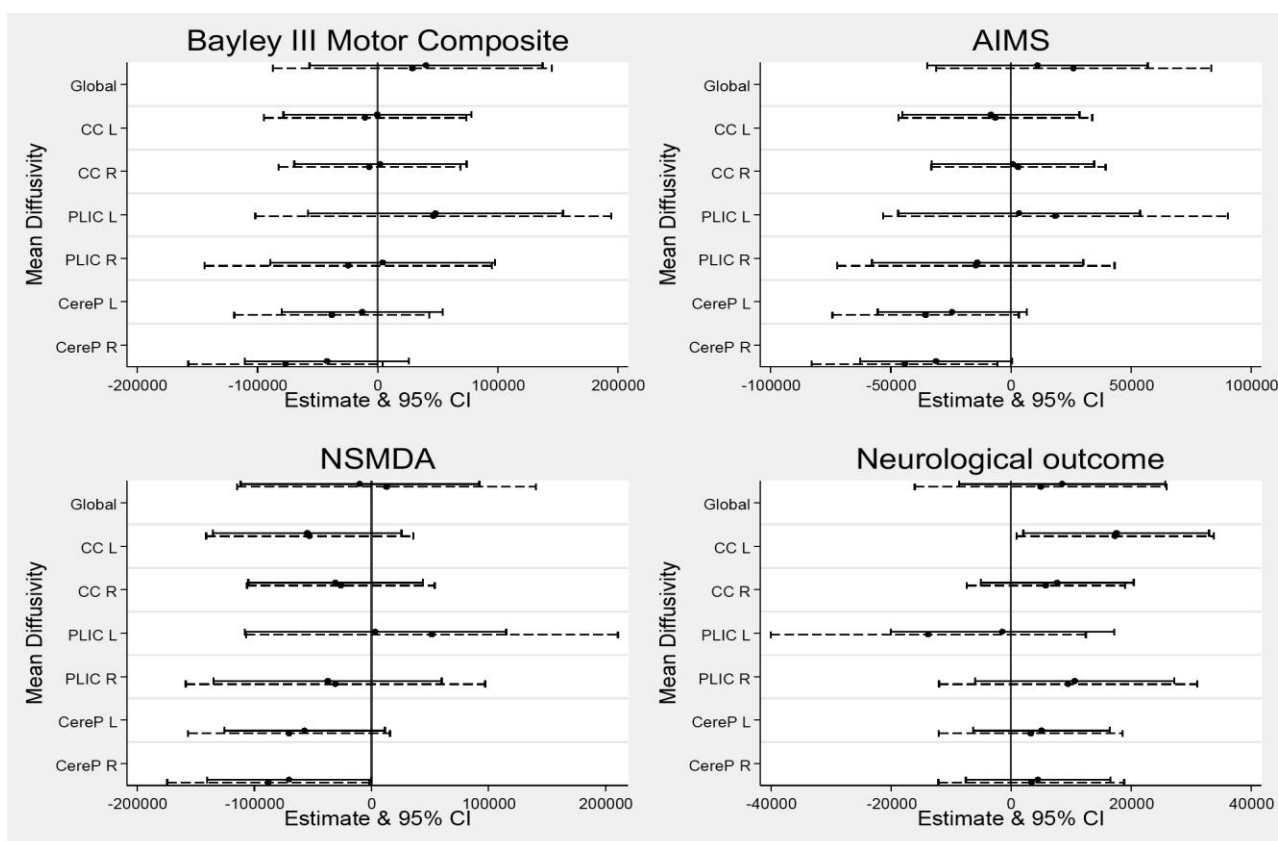 Bayley III Motor Composite
Mean Diffusivity
Global
CC L
CC R
PLIC L
PLIC R
CereP L
CereP R
-200000 -100000 0 100000 200000
Estimate & 95% CI
AIMS
Mean Diffusivity
Global
CC L
CC R
PLIC L
PLIC R
CereP L
CereP R
-100000 -50000 0 50000 100000
Estimate & 95% CI
NSMDA
Mean Diffusivity
Global
CC L
CC R
PLIC L
PLIC R
CereP L
CereP R
-200000 -100000 0 100000 200000
Estimate & 95% CI
Neurological outcome
Mean Diffusivity
Global
CC L
CC R
PLIC L
PLIC R
CereP L
CereP R
-40000 -20000 0 20000 40000
Estimate & 95% CI